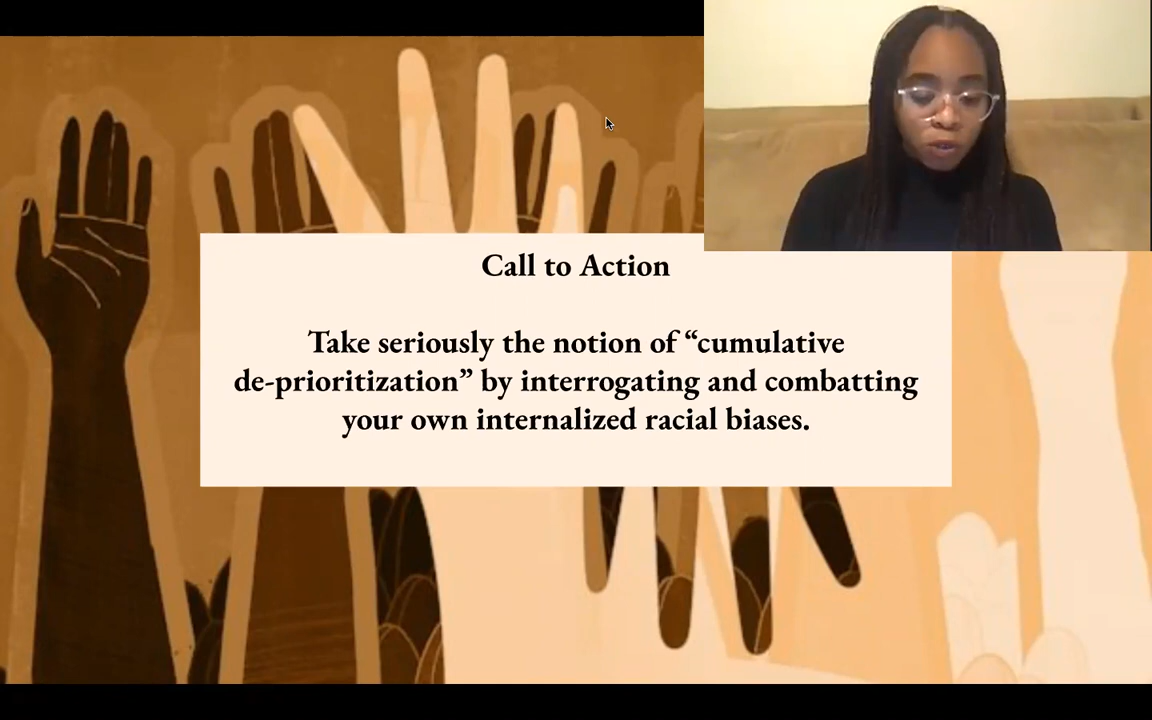 Call to Action
Take seriously the notion of “cumulative
de-prioritization” by interrogating and combatting
your own internalized racial biases.